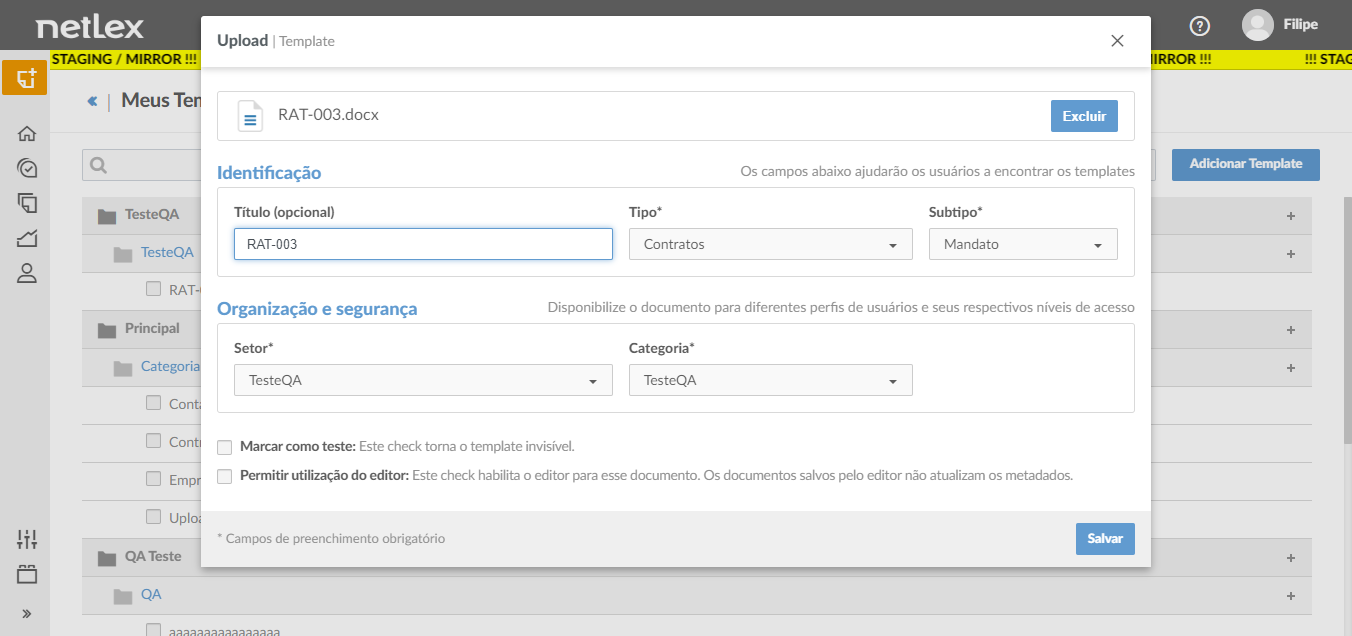 netlex
Upload | Template
Filipe
STAGING / MIRROR !!!
MIRROR !!!
!!! STAG
Meus Tem
RAT-003.docx
Excluir
Identificação
Os campos abaixo ajudarão os usuários a encontrar os templates
Adicionar Template
Título (opcional)
Tipo*
Subtipo*
RAT-003
Contratos
Mandato
TesteQA
TesteQA
RAT-
Organização e segurança
Disponibilize o documento para diferentes perfis de usuários e seus respectivos níveis de acesso
Principal
Setor*
Categoria*
Categoria
TesteQA
TesteQA
Conta
Contr
Marcar como teste: Este check torna o template invisível.
Empr
Permitir utilização do editor: Este check habilita o editor para esse documento. Os documentos salvos pelo editor não atualizam os metadados.
Uploa
* Campos de preenchimento obrigatório
Salvar
QA Teste
QA
aaaaaaaaaaaaaaaa